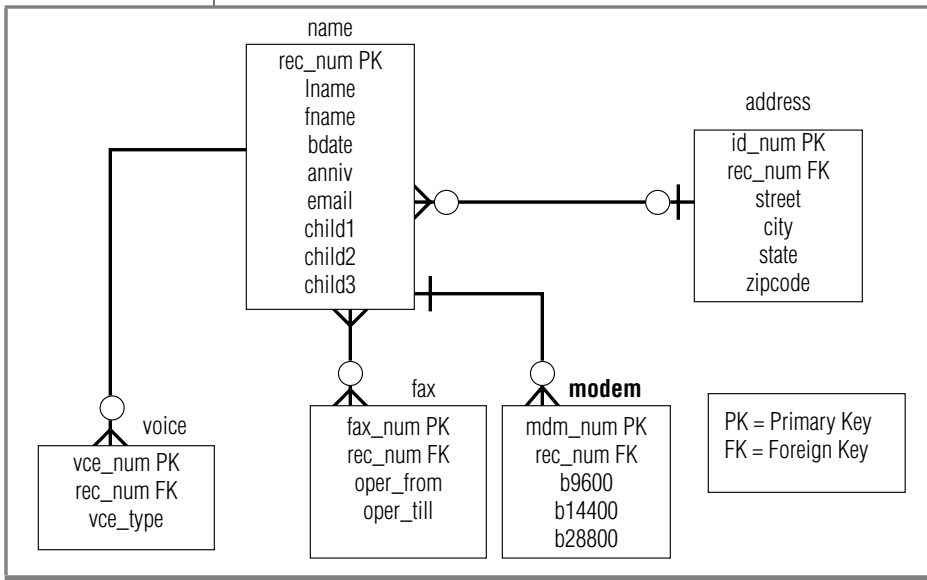 name
rec_num PK
lname
fname
bdate
anniv
email
child1
child2
child3
address
id_num PK
rec_num FK
street
city
state
zipcode
voice
vce_num PK
rec_num FK
vce_type
fax
fax_num PK
rec_num FK
oper_from
oper_till
modem
mdm_num PK
rec_num FK
b9600
b14400
b28800
PK = Primary Key
FK = Foreign Key